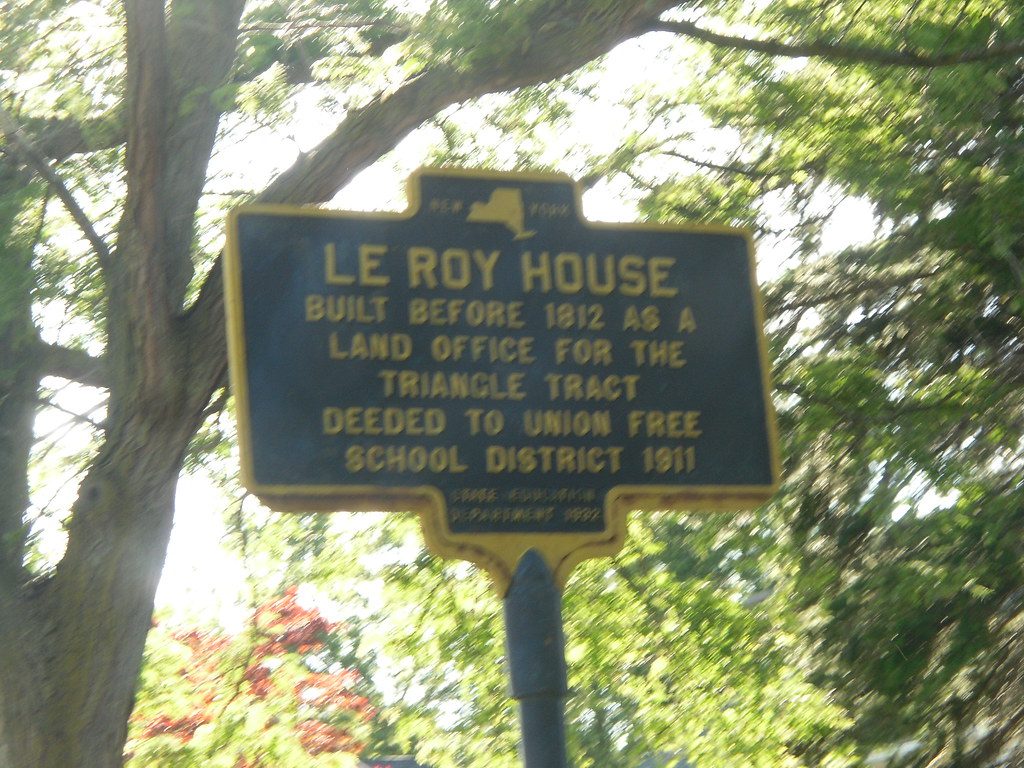 NEW YORK
LE ROY HOUSE
BUILT BEFORE 1812 AS A
LAND OFFICE FOR THE
TRIANGLE TRACT
DEEDED TO UNION FREE
SCHOOL DISTRICT 1911
STATE EDUCATION
DEPARTMENT 1932